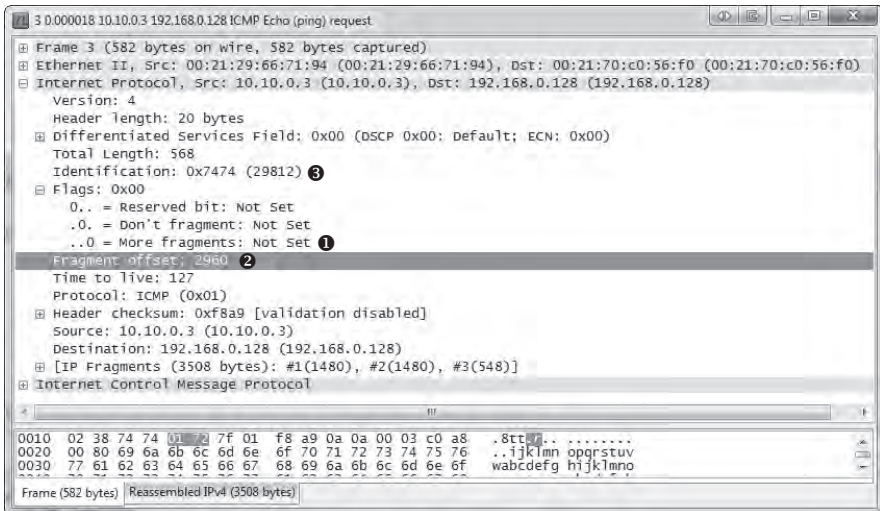 3 0.000018 10.10.0.3 192.168.0.128 ICMP Echo (ping) request
Frame 3 (582 bytes on wire, 582 bytes captured)
Ethernet II, Src: 00:21:29:66:71:94 (00:21:29:66:71:94), Dst: 00:21:70:c0:56:f0 (00:21:70:c0:56:f0)
Internet Protocol, Src: 10.10.0.3 (10.10.0.3), Dst: 192.168.0.128 (192.168.0.128)
Version: 4
Header length: 20 bytes
Differentiated Services Field: 0x00 (DSCP 0x00: Default; ECN: 0x00)
Total Length: 568
Identification: 0x7474 (29812) ❸
Flags: 0x00
0.. = Reserved bit: Not Set
.0. = Don't fragment: Not Set
..0 = More fragments: Not Set ❶
Fragment offset: 2960 ❷
Time to live: 127
Protocol: ICMP (0x01)
Header checksum: 0xf8a9 [validation disabled]
Source: 10.10.0.3 (10.10.0.3)
Destination: 192.168.0.128 (192.168.0.128)
[IP Fragments (3508 bytes): #1(1480), #2(1480), #3(548)]
Internet Control Message Protocol
0010 02 38 74 74 01 72 7f 01 f8 a9 0a 0a 00 03 c0 a8 .8tt.r.. ........
0020 00 80 69 6a 6b 6c 6d 6e 6f 70 71 72 73 74 75 76 ..ijklmn opqrstuv
0030 77 61 62 63 64 65 66 67 68 69 6a 6b 6c 6d 6e 6f wabcdefg hijklmno
Frame (582 bytes) Reassembled IPv4 (3508 bytes)